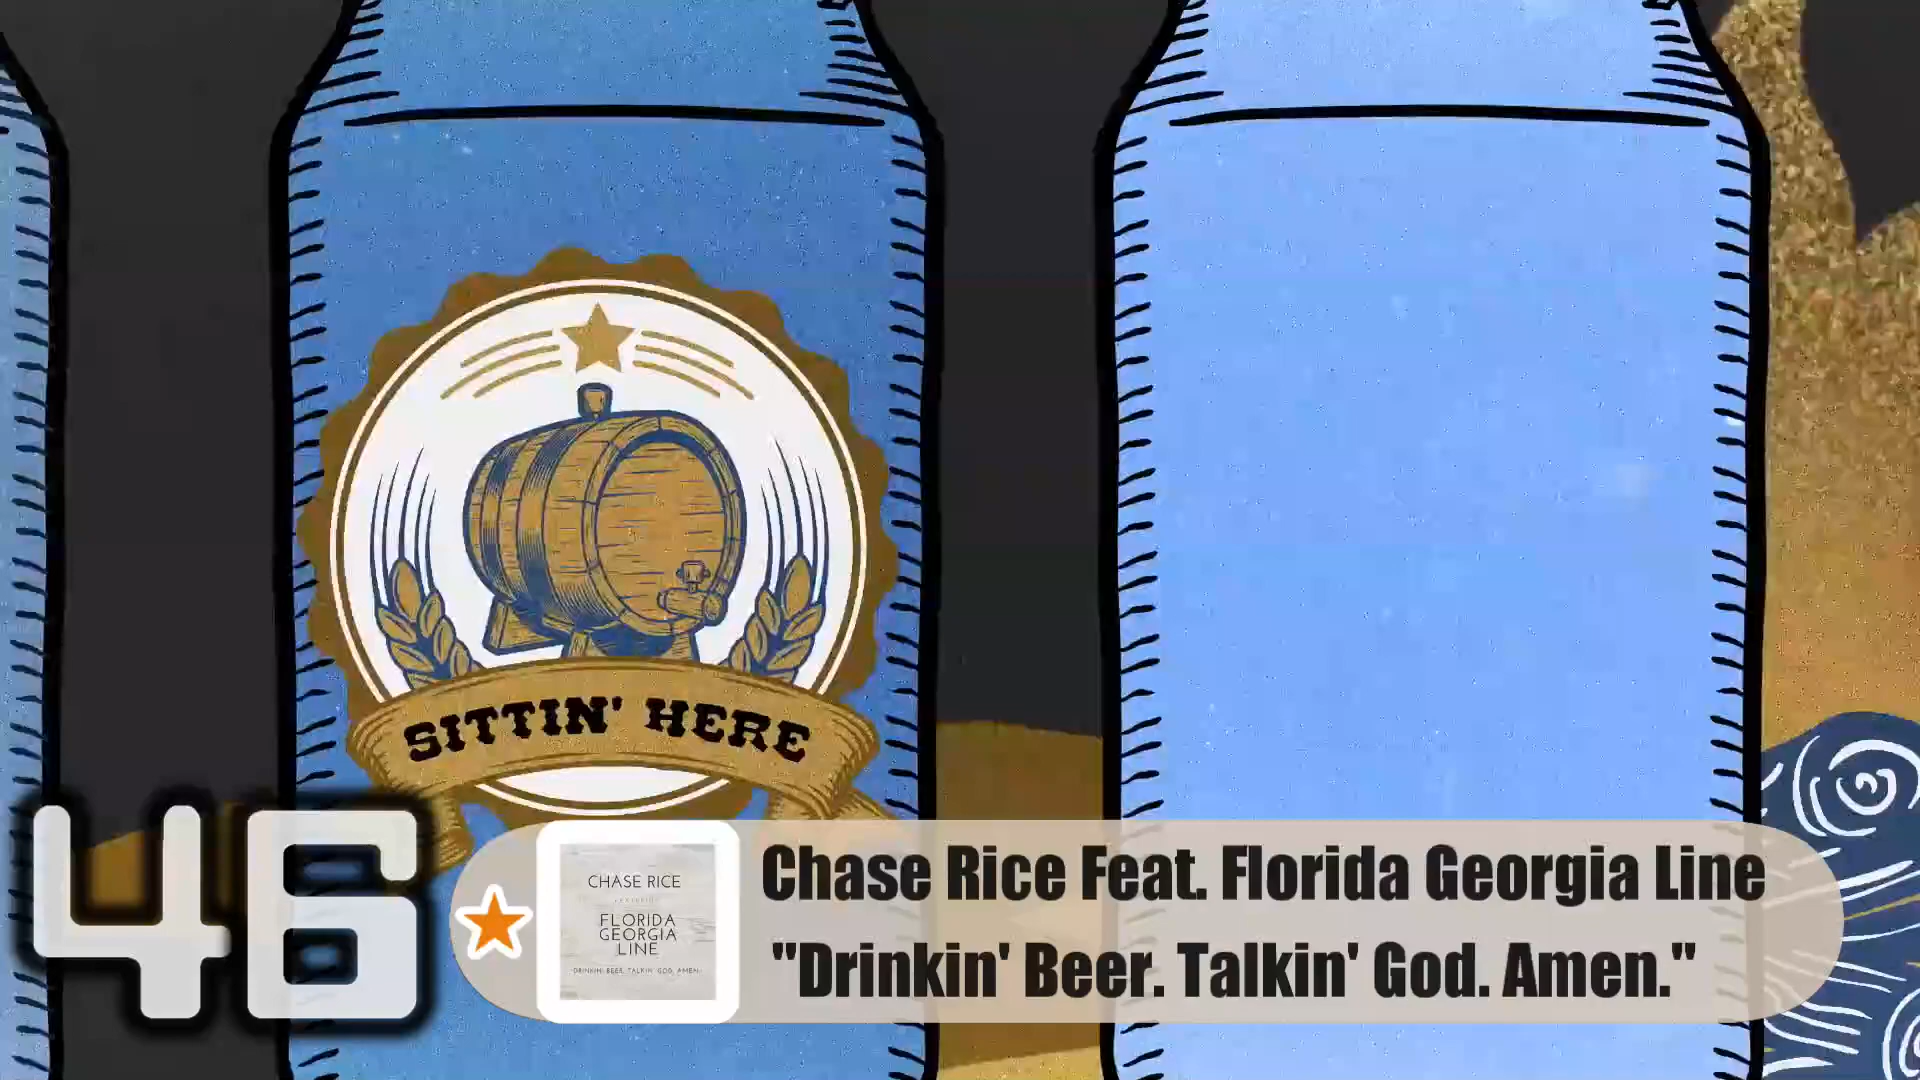 SITTIN' HERE
46
CHASE RICE
FLORIDA
GEORGIA
LINE
DRINKIN' BEER. TALKIN' GOD. AMEN.
Chase Rice Feat. Florida Georgia Line
"Drinkin' Beer. Talkin' God. Amen."